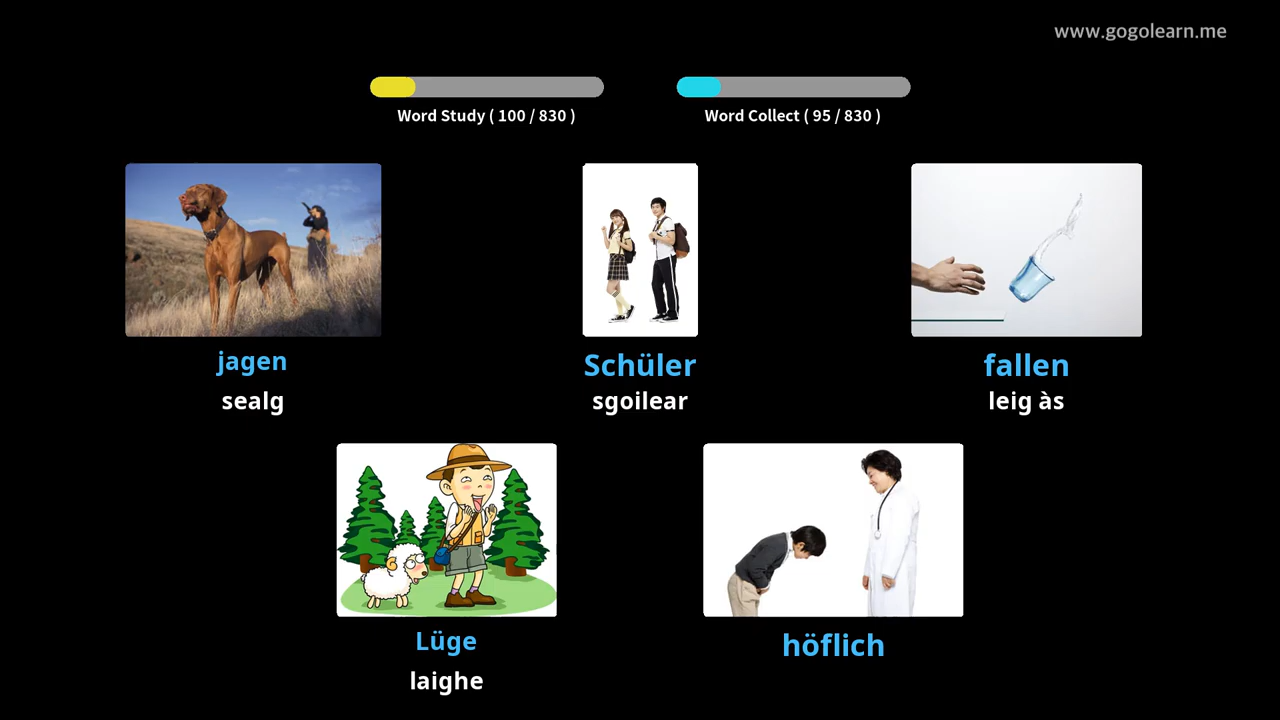 www.gogolearn.me
Word Study ( 100 / 830 )
Word Collect ( 95 / 830 )
jagen
sealg
Schüler
sgoilear
fallen
leig às
Lüge
laighe
höflich